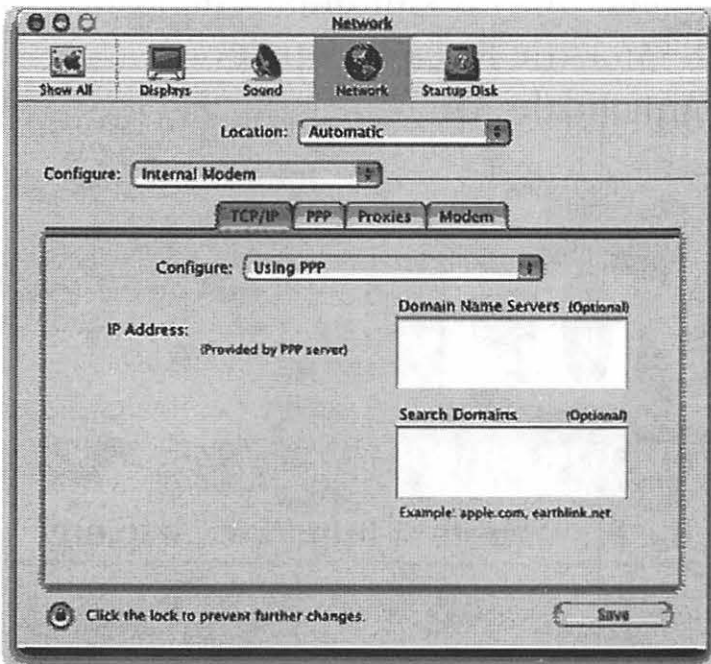 Network
Show All
Displays
Sound
Network
Startup Disk
Location: Automatic
Configure: Internal Modem
TCP/IP
PPP
Proxies
Modem
Configure: Using PPP
Domain Name Servers (Optional)
IP Address:
(Provided by PPP server)
Search Domains (Optional)
Example: apple.com, earthlink.net
Click the lock to prevent further changes.
Save